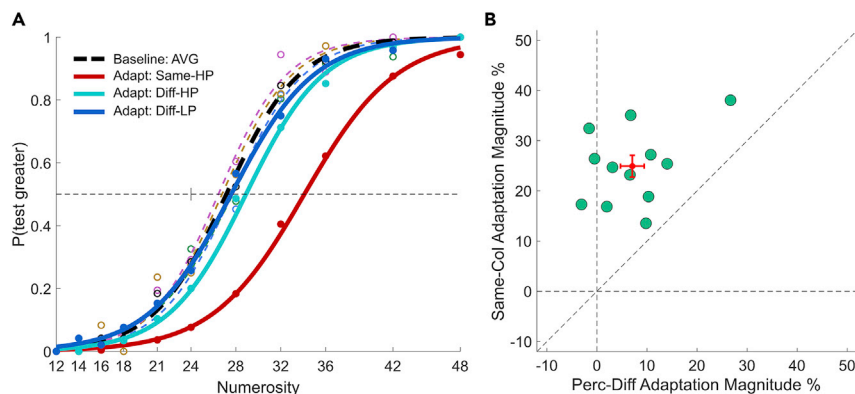 A
B
P(test greater)
1
0.8
0.6
0.4
0.2
0
Baseline: AVG
Adapt: Same-HP
Adapt: Diff-HP
Adapt: Diff-LP
12 14 16 18 21 24 28 32 36 42 48
Numerosity
Same-Col Adaptation Magnitude %
50
40
30
20
10
0
-10
-10 0 10 20 30 40 50
Perc-Diff Adaptation Magnitude %